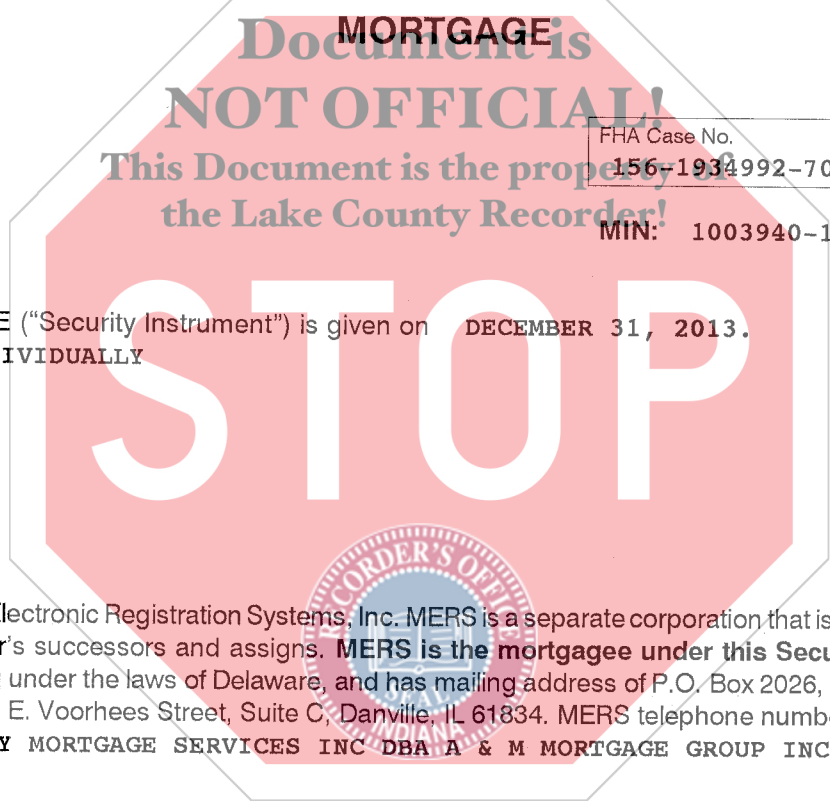 MORTGAGE
Document is
NOT OFFICIAL!
This Document is the property of
the Lake County Recorder!
FHA Case No.
156-1934992-70
MIN: 1003940-1
STOP
E (“Security Instrument”) is given on DECEMBER 31, 2013.
IVIDUALLY
RECORDER'S OFFICE
SEAL
INDIANA
lectronic Registration Systems, Inc. MERS is a separate corporation that is
r's successors and assigns. MERS is the mortgagee under this Secu
under the laws of Delaware, and has mailing address of P.O. Box 2026,
E. Voorhees Street, Suite C, Danville, IL 61834. MERS telephone numb
Y MORTGAGE SERVICES INC DBA A & M MORTGAGE GROUP INC